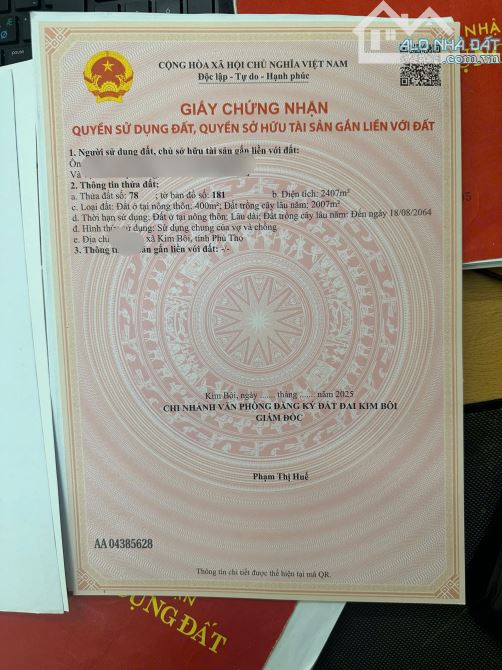 ALO NHÀ ĐẤT
.com.vn
CỘNG HÒA XÃ HỘI CHỦ NGHĨA VIỆT NAM
Độc lập - Tự do - Hạnh phúc
GIẤY CHỨNG NHẬN
QUYỀN SỬ DỤNG ĐẤT, QUYỀN SỞ HỮU TÀI SẢN GẮN LIỀN VỚI ĐẤT
1. Người sử dụng đất, chủ sở hữu tài sản gắn liền với đất:
Và
2. Thông tin thửa đất:
a. Thửa đất số: 78 ; tờ bản đồ số: 181 b. Diện tích: 2407m²
c. Loại đất: Đất ở tại nông thôn: 400m²; Đất trồng cây lâu năm: 2007m²
d. Thời hạn sử dụng: Đất ở tại nông thôn: Lâu dài; Đất trồng cây lâu năm: Đến ngày 18/08/2064
đ. Hình thức sử dụng: Sử dụng chung của vợ và chồng
e. Địa chỉ xã Kim Bôi, tỉnh Phú Thọ
3. Thông tin tài sản gắn liền với đất: -/-
Kim Bôi, ngày ...... tháng ...... năm 2025
CHI NHÁNH VĂN PHÒNG ĐĂNG KÝ ĐẤT ĐAI KIM BÔI
GIÁM ĐỐC
Phạm Thị Huế
AA 04385628
Thông tin chi tiết được thể hiện tại mã QR.
DỤNG ĐẤT